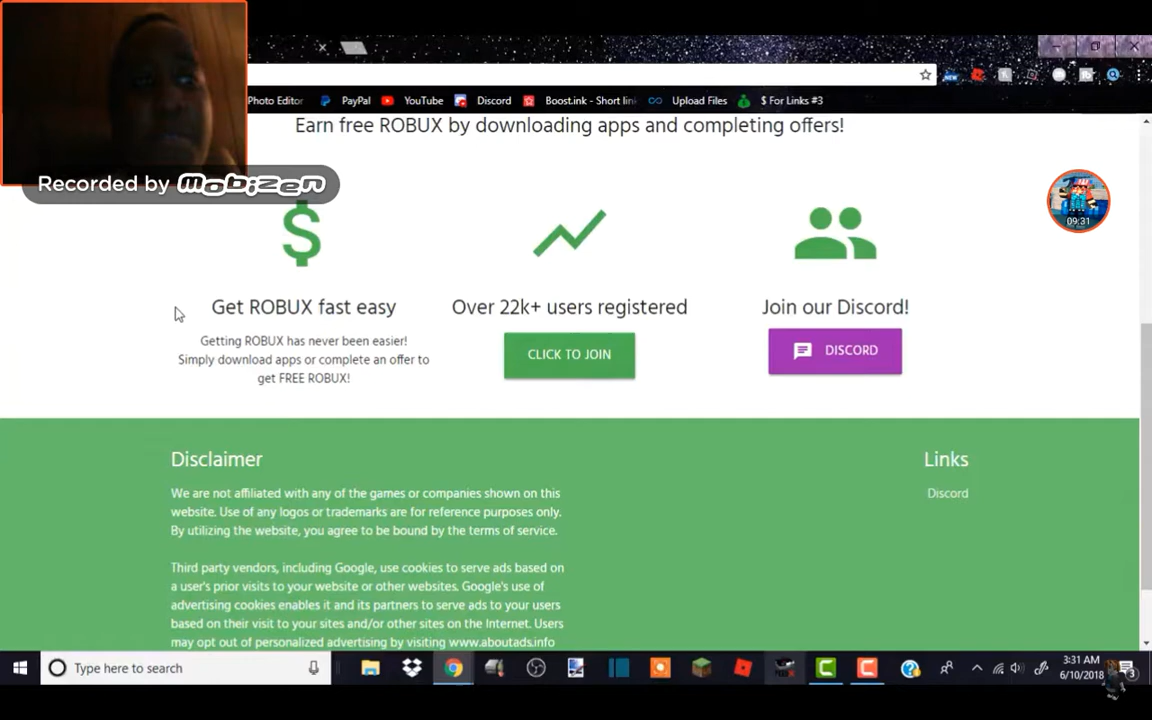 Photo Editor PayPal YouTube Discord Boost.ink - Short lin Upload Files $ For Links #3
Earn free ROBUX by downloading apps and completing offers!
Recorded by mobizen
09:31
Get ROBUX fast easy
Getting ROBUX has never been easier!
Simply download apps or complete an offer to
get FREE ROBUX!
Over 22k+ users registered
CLICK TO JOIN
Join our Discord!
DISCORD
Disclaimer
We are not affiliated with any of the games or companies shown on this
website. Use of any logos or trademarks are for reference purposes only.
By utilizing the website, you agree to be bound by the terms of service.
Third party vendors, including Google, use cookies to serve ads based on
a user's prior visits to your website or other websites. Google's use of
advertising cookies enables it and its partners to serve ads to your users
based on their visit to your sites and/or other sites on the Internet. Users
may opt out of personalized advertising by visiting www.aboutads.info
Links
Discord
Type here to search
3:31 AM
6/10/2018
3